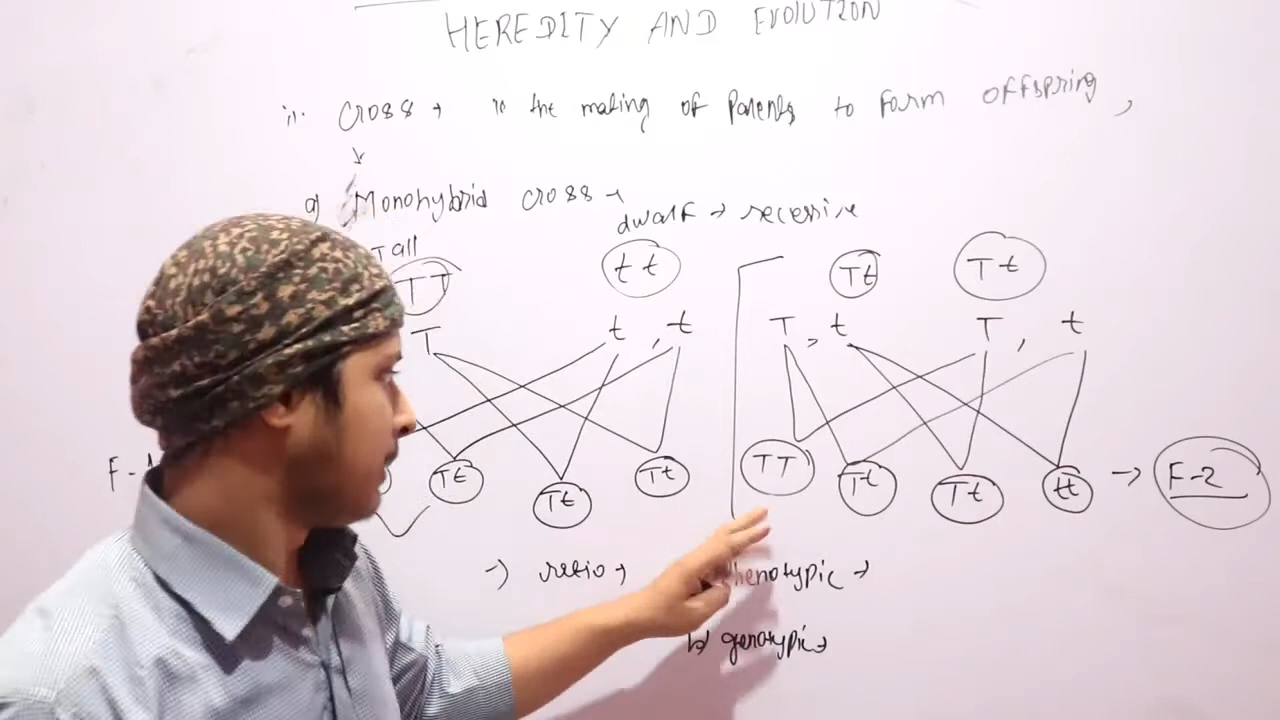 HEREDITY AND EVOLUTION
ii. cross → is the mating of Parents to Form OFFspring,
a) Monohybrid cross →
dwarf → recessive
Tall
TT tt Tt Tt
T t , t T , t T , t
Tt Tt Tt TT Tt Tt tt → F-2
F-1
→ ratio → Phenotypic →
b) genotypic →